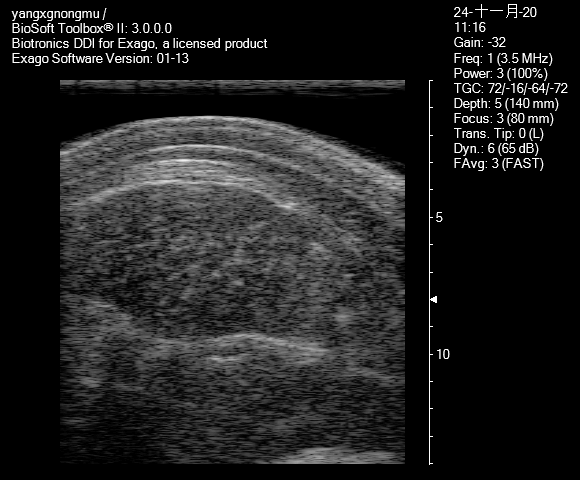 yangxgnongmu /
BioSoft Toolbox® II: 3.0.0.0
Biotronics DDI for Exago, a licensed product
Exago Software Version: 01-13
24-十一月-20
11:16
Gain: -32
Freq: 1 (3.5 MHz)
Power: 3 (100%)
TGC: 72/-16/-64/-72
Depth: 5 (140 mm)
Focus: 3 (80 mm)
Trans. Tip: 0 (L)
Dyn.: 6 (65 dB)
FAvg: 3 (FAST)
5
10